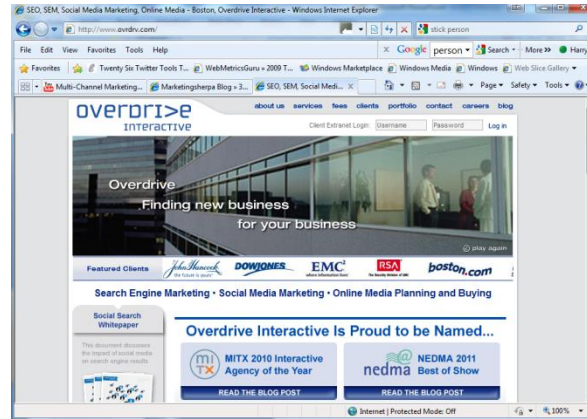 SEO, SEM, Social Media Marketing, Online Media - Boston, Overdrive Interactive - Windows Internet Explorer
http://www.ovrdrv.com/
stick person
File Edit View Favorites Tools Help
Google person Search More »
Favorites Twenty Six Twitter Tools T... WebMetricsGuru » 2009 T... Windows Marketplace Windows Media Windows Web Slice Gallery
Multi-Channel Marketing... Marketingsherpa Blog » 3... SEO, SEM, Social Medi... Page Safety Tools
OVERDRI>E
INTERACTIVE
about us services fees clients portfolio contact careers blog
Client Extranet Login: Username Password Log in
Overdrive
Finding new business
for your business
play again
Featured Clients John Hancock DOWJONES EMC² RSA boston.com
Search Engine Marketing • Social Media Marketing • Online Media Planning and Buying
Social Search
Whitepaper
This document discusses
the impact of social media
on search engine results
Overdrive Interactive Is Proud to be Named...
mi
TX
MITX 2010 Interactive
Agency of the Year
READ THE BLOG POST
nedma
NEDMA 2011
Best of Show
READ THE BLOG POST
Internet | Protected Mode: Off 100%